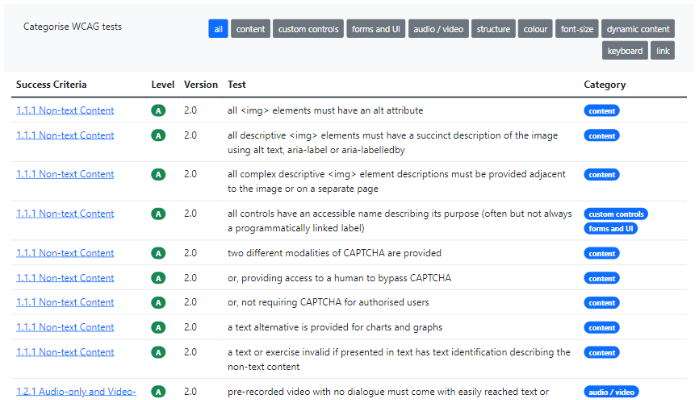 Categorise WCAG tests
all content custom controls forms and UI audio / video structure colour font-size dynamic content
keyboard link
Success Criteria Level Version Test Category
1.1.1 Non-text Content A 2.0 all <img> elements must have an alt attribute content
1.1.1 Non-text Content A 2.0 all descriptive <img> elements must have a succinct description of the image content
using alt text, aria-label or aria-labelledby
1.1.1 Non-text Content A 2.0 all complex descriptive <img> element descriptions must be provided adjacent content
to the image or on a separate page
1.1.1 Non-text Content A 2.0 all controls have an accessible name describing its purpose (often but not always custom controls
a programmatically linked label) forms and UI
1.1.1 Non-text Content A 2.0 two different modalities of CAPTCHA are provided content
1.1.1 Non-text Content A 2.0 or, providing access to a human to bypass CAPTCHA content
1.1.1 Non-text Content A 2.0 or, not requiring CAPTCHA for authorised users content
1.1.1 Non-text Content A 2.0 a text alternative is provided for charts and graphs content
1.1.1 Non-text Content A 2.0 a text or exercise invalid if presented in text has text identification describing the content
non-text content
1.2.1 Audio-only and Video- A 2.0 pre-recorded video with no dialogue must come with easily reached text or audio / video